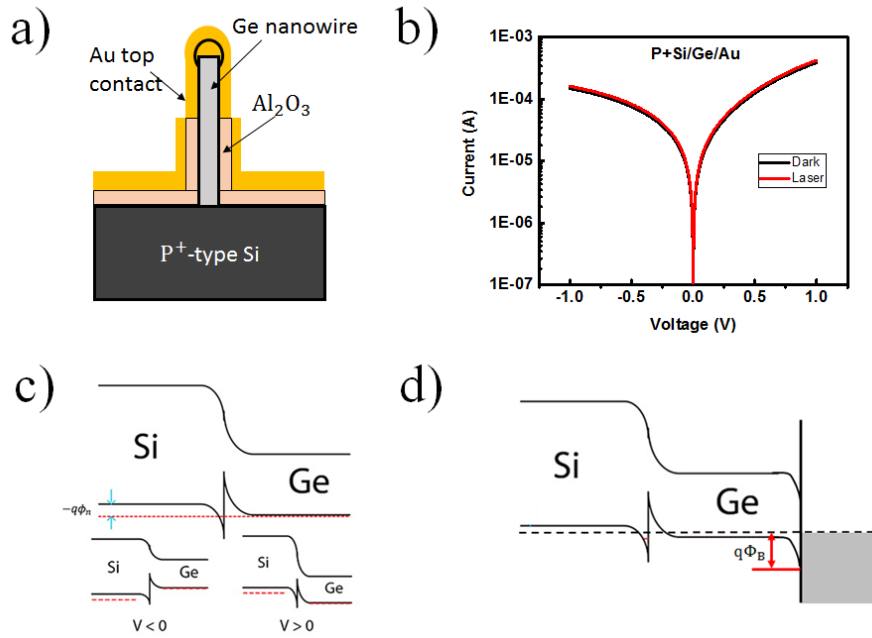 a)
Ge nanowire
Au top
contact
Al₂O₃
P⁺-type Si
b)
P+Si/Ge/Au
Current (A)
1E-03
1E-04
1E-05
1E-06
1E-07
Dark
Laser
-1.0
-0.5
0.0
0.5
1.0
Voltage (V)
c)
Si
Ge
−qϕₙ
Si
Ge
V < 0
Si
Ge
V > 0
d)
Si
Ge
qΦ_B